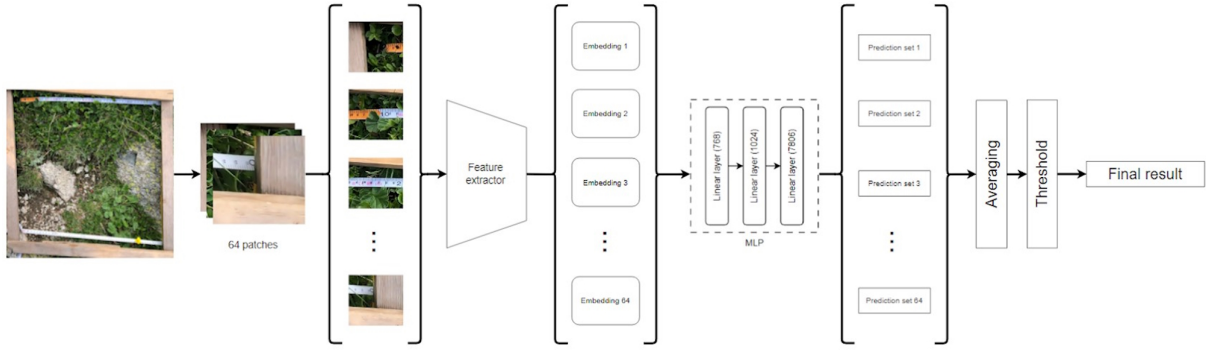 64 patches
Feature
extractor
Embedding 1
Embedding 2
Embedding 3
Embedding 64
Linear layer (768)
Linear layer (1024)
Linear layer (7806)
MLP
Prediction set 1
Prediction set 2
Prediction set 3
Prediction set 64
Averaging
Threshold
Final result